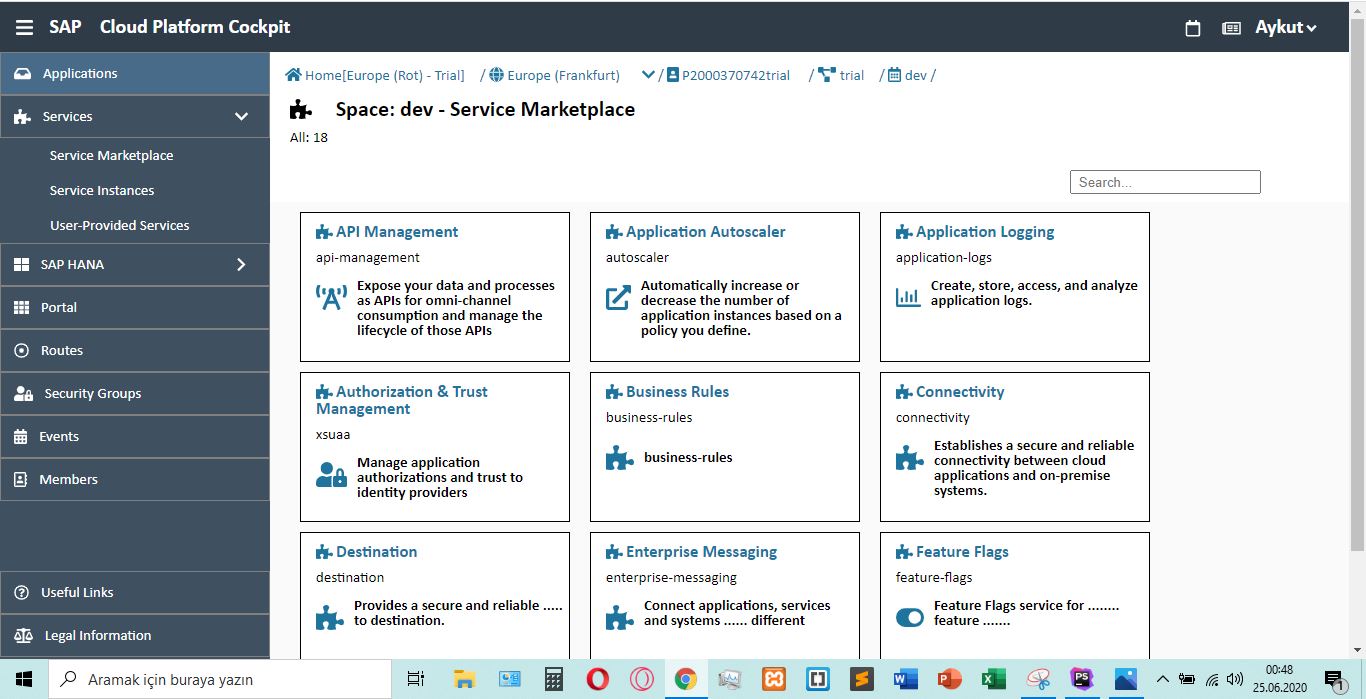 SAP Cloud Platform Cockpit
Aykut
Applications
Services
Service Marketplace
Service Instances
User-Provided Services
SAP HANA
Portal
Routes
Security Groups
Events
Members
Useful Links
Legal Information
Home[Europe (Rot) - Trial] / Europe (Frankfurt) / P2000370742trial / trial / dev /
Space: dev - Service Marketplace
All: 18
Search...
API Management
api-management
Expose your data and processes
as APIs for omni-channel
consumption and manage the
lifecycle of those APIs
Application Autoscaler
autoscaler
Automatically increase or
decrease the number of
application instances based on a
policy you define.
Application Logging
application-logs
Create, store, access, and analyze
application logs.
Authorization & Trust
Management
xsuaa
Manage application
authorizations and trust to
identity providers
Business Rules
business-rules
business-rules
Connectivity
connectivity
Establishes a secure and reliable
connectivity between cloud
applications and on-premise
systems.
Destination
destination
Provides a secure and reliable .....
to destination.
Enterprise Messaging
enterprise-messaging
Connect applications, services
and systems ...... different
Feature Flags
feature-flags
Feature Flags service for ........
feature .......
Aramak için buraya yazın
00:48
25.06.2020
1